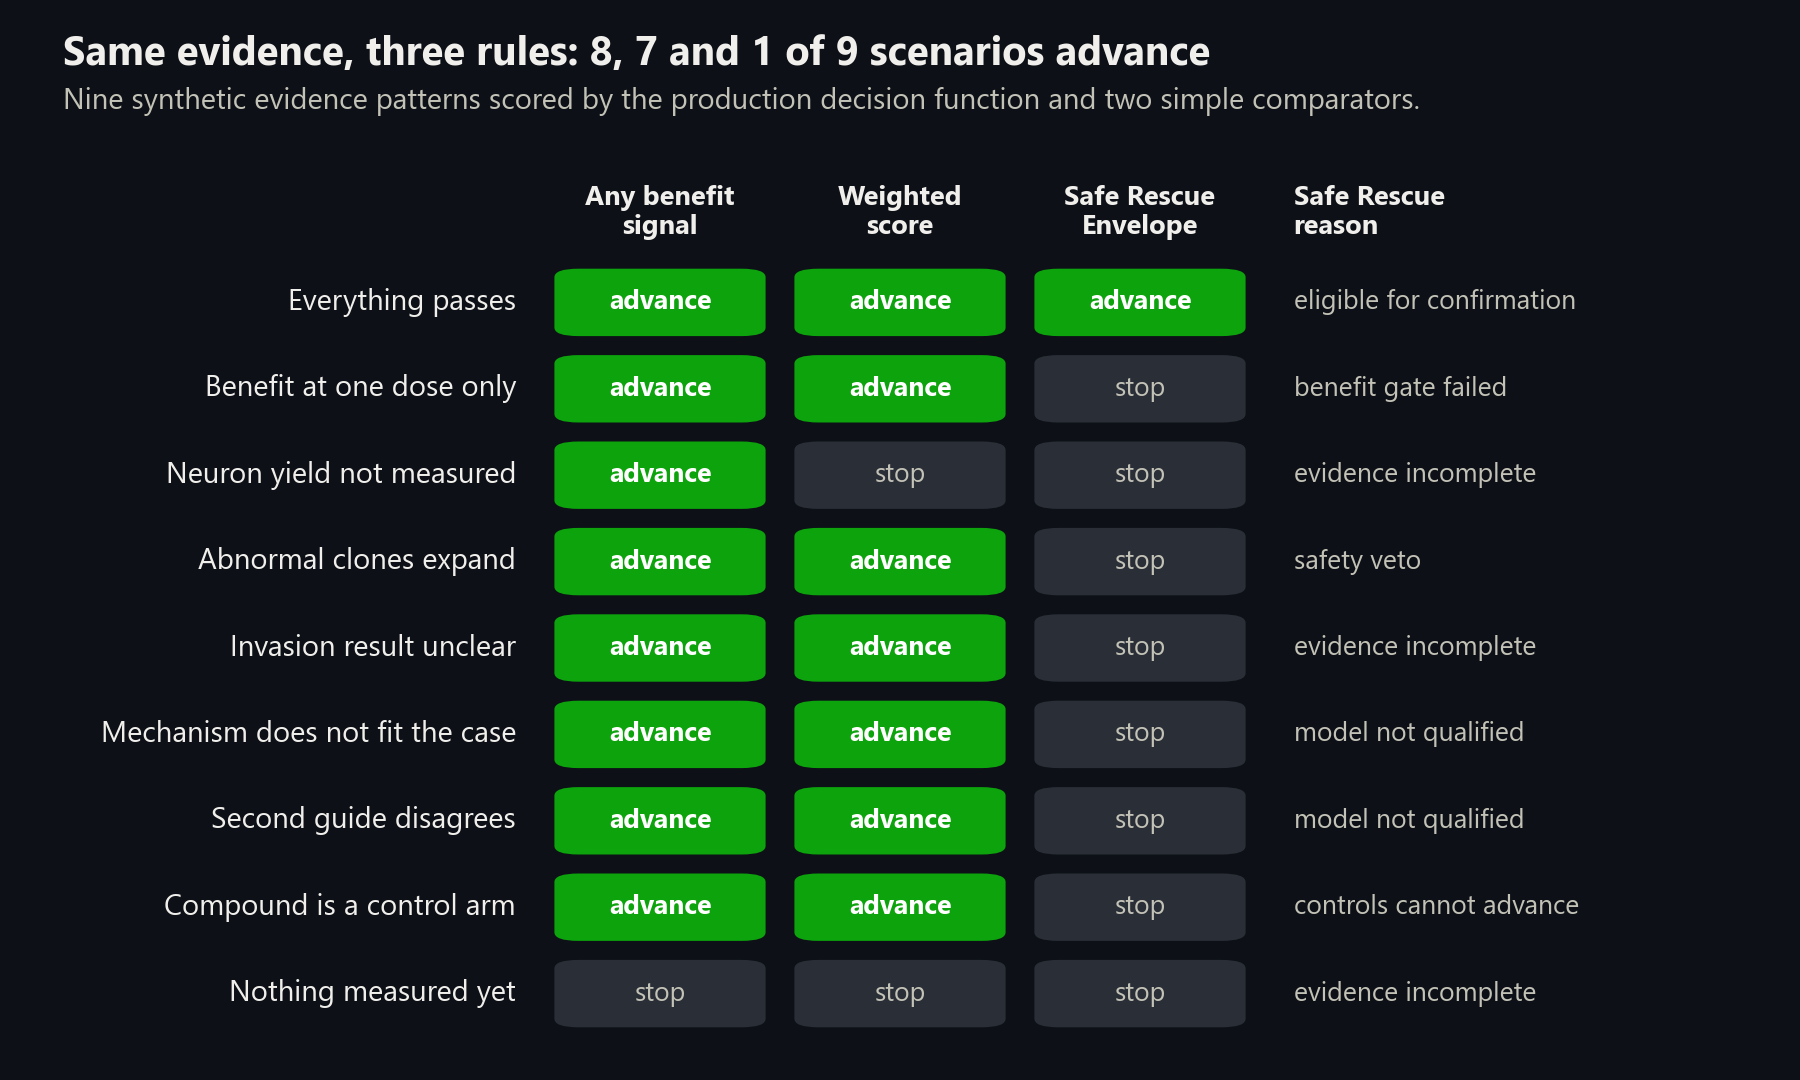 Same evidence, three rules: 8, 7 and 1 of 9 scenarios advance
Nine synthetic evidence patterns scored by the production decision function and two simple comparators.
Any benefit signal
Weighted score
Safe Rescue Envelope
Safe Rescue reason
Everything passes advance advance advance eligible for confirmation
Benefit at one dose only advance advance stop benefit gate failed
Neuron yield not measured advance stop stop evidence incomplete
Abnormal clones expand advance advance stop safety veto
Invasion result unclear advance advance stop evidence incomplete
Mechanism does not fit the case advance advance stop model not qualified
Second guide disagrees advance advance stop model not qualified
Compound is a control arm advance advance stop controls cannot advance
Nothing measured yet stop stop stop evidence incomplete